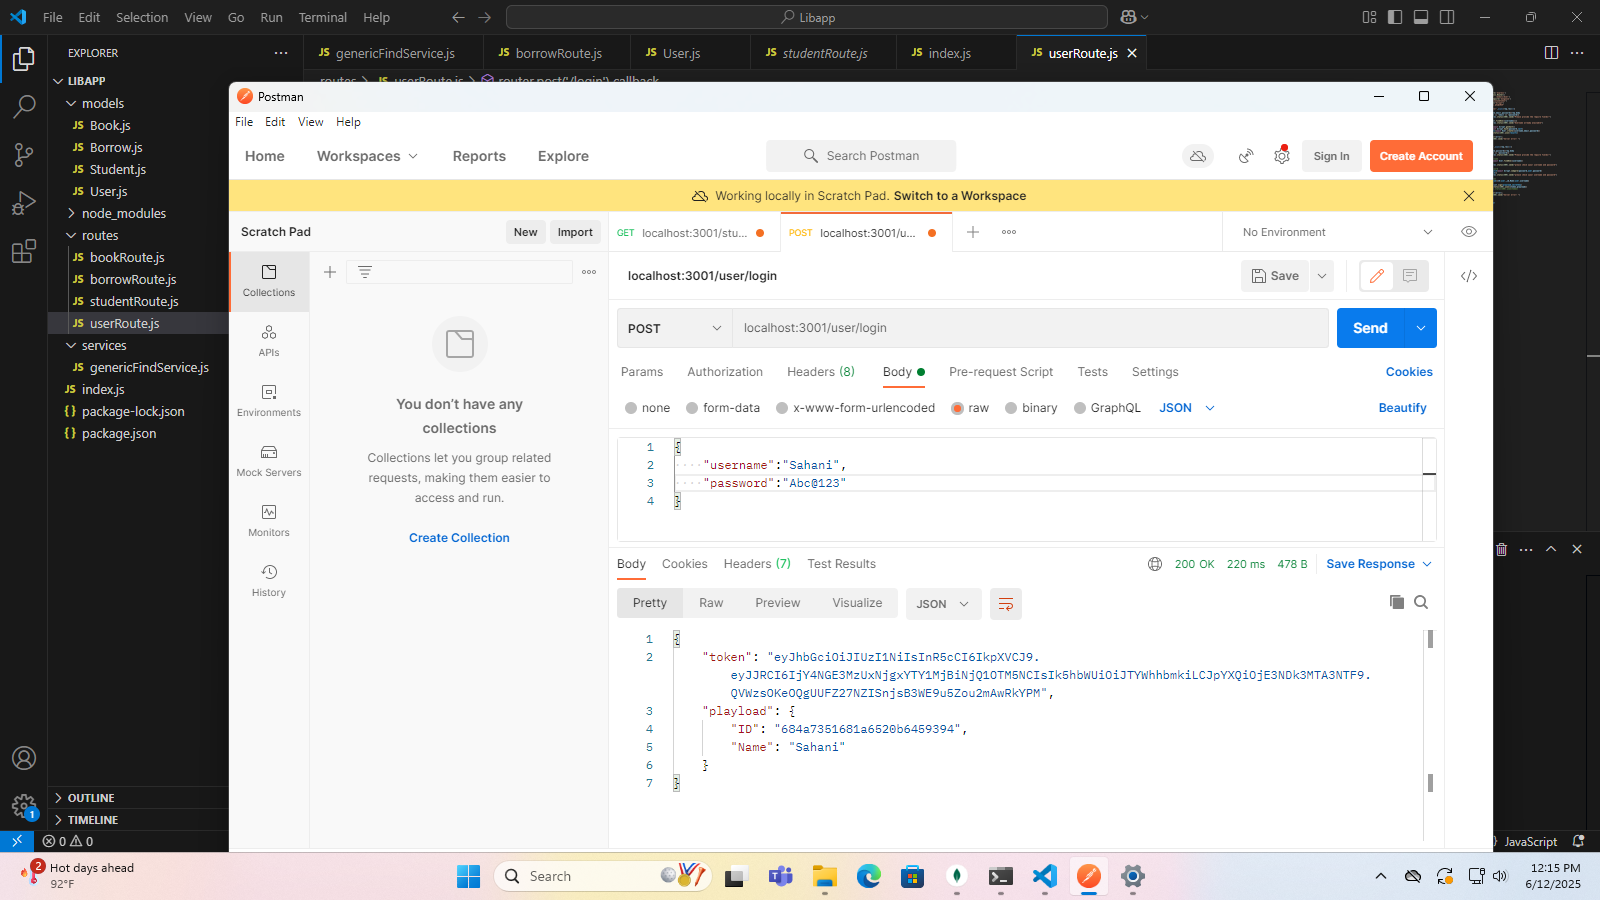 File Edit Selection View Go Run Terminal Help
Libapp
EXPLORER
JS genericFindService.js
JS borrowRoute.js
JS User.js
JS studentRoute.js
JS index.js
JS userRoute.js
routes > JS userRoute.js > router.post('/login') callback
LIBAPP
models
JS Book.js
JS Borrow.js
JS Student.js
JS User.js
node_modules
routes
JS bookRoute.js
JS borrowRoute.js
JS studentRoute.js
JS userRoute.js
services
JS genericFindService.js
JS index.js
{} package-lock.json
{} package.json
OUTLINE
TIMELINE
1
0 0
JavaScript
Postman
File Edit View Help
Home Workspaces Reports Explore
Search Postman
Sign In
Create Account
Working locally in Scratch Pad. Switch to a Workspace
Scratch Pad
New
Import
GET localhost:3001/stu...
POST localhost:3001/u...
No Environment
Collections
APIs
Environments
Mock Servers
Monitors
History
You don't have any
collections
Collections let you group related
requests, making them easier to
access and run.
Create Collection
localhost:3001/user/login
Save
POST
localhost:3001/user/login
Send
Params Authorization Headers (8) Body Pre-request Script Tests Settings
Cookies
none form-data x-www-form-urlencoded raw binary GraphQL JSON
Beautify
1 {
2 "username":"Sahani",
3 "password":"Abc@123"
4 }
Body Cookies Headers (7) Test Results
200 OK 220 ms 478 B Save Response
Pretty Raw Preview Visualize JSON
1 {
2 "token": "eyJhbGciOiJIUzI1NiIsInR5cCI6IkpXVCJ9.
eyJJRCI6IjY4NGE3MzUxNjgxYTY1MjBiNjQ1OTM5NCIsIk5hbWUiOiJTYWhhbmkiLCJpYXQiOjE3NDk3MTA3NTF9.
QVWzsOKeOQgUUFZ27NZISnjsB3WE9u5Zou2mAwRkYPM",
3 "playload": {
4 "ID": "684a7351681a6520b6459394",
5 "Name": "Sahani"
6 }
7 }
2
Hot days ahead
92°F
Search
12:15 PM
6/12/2025